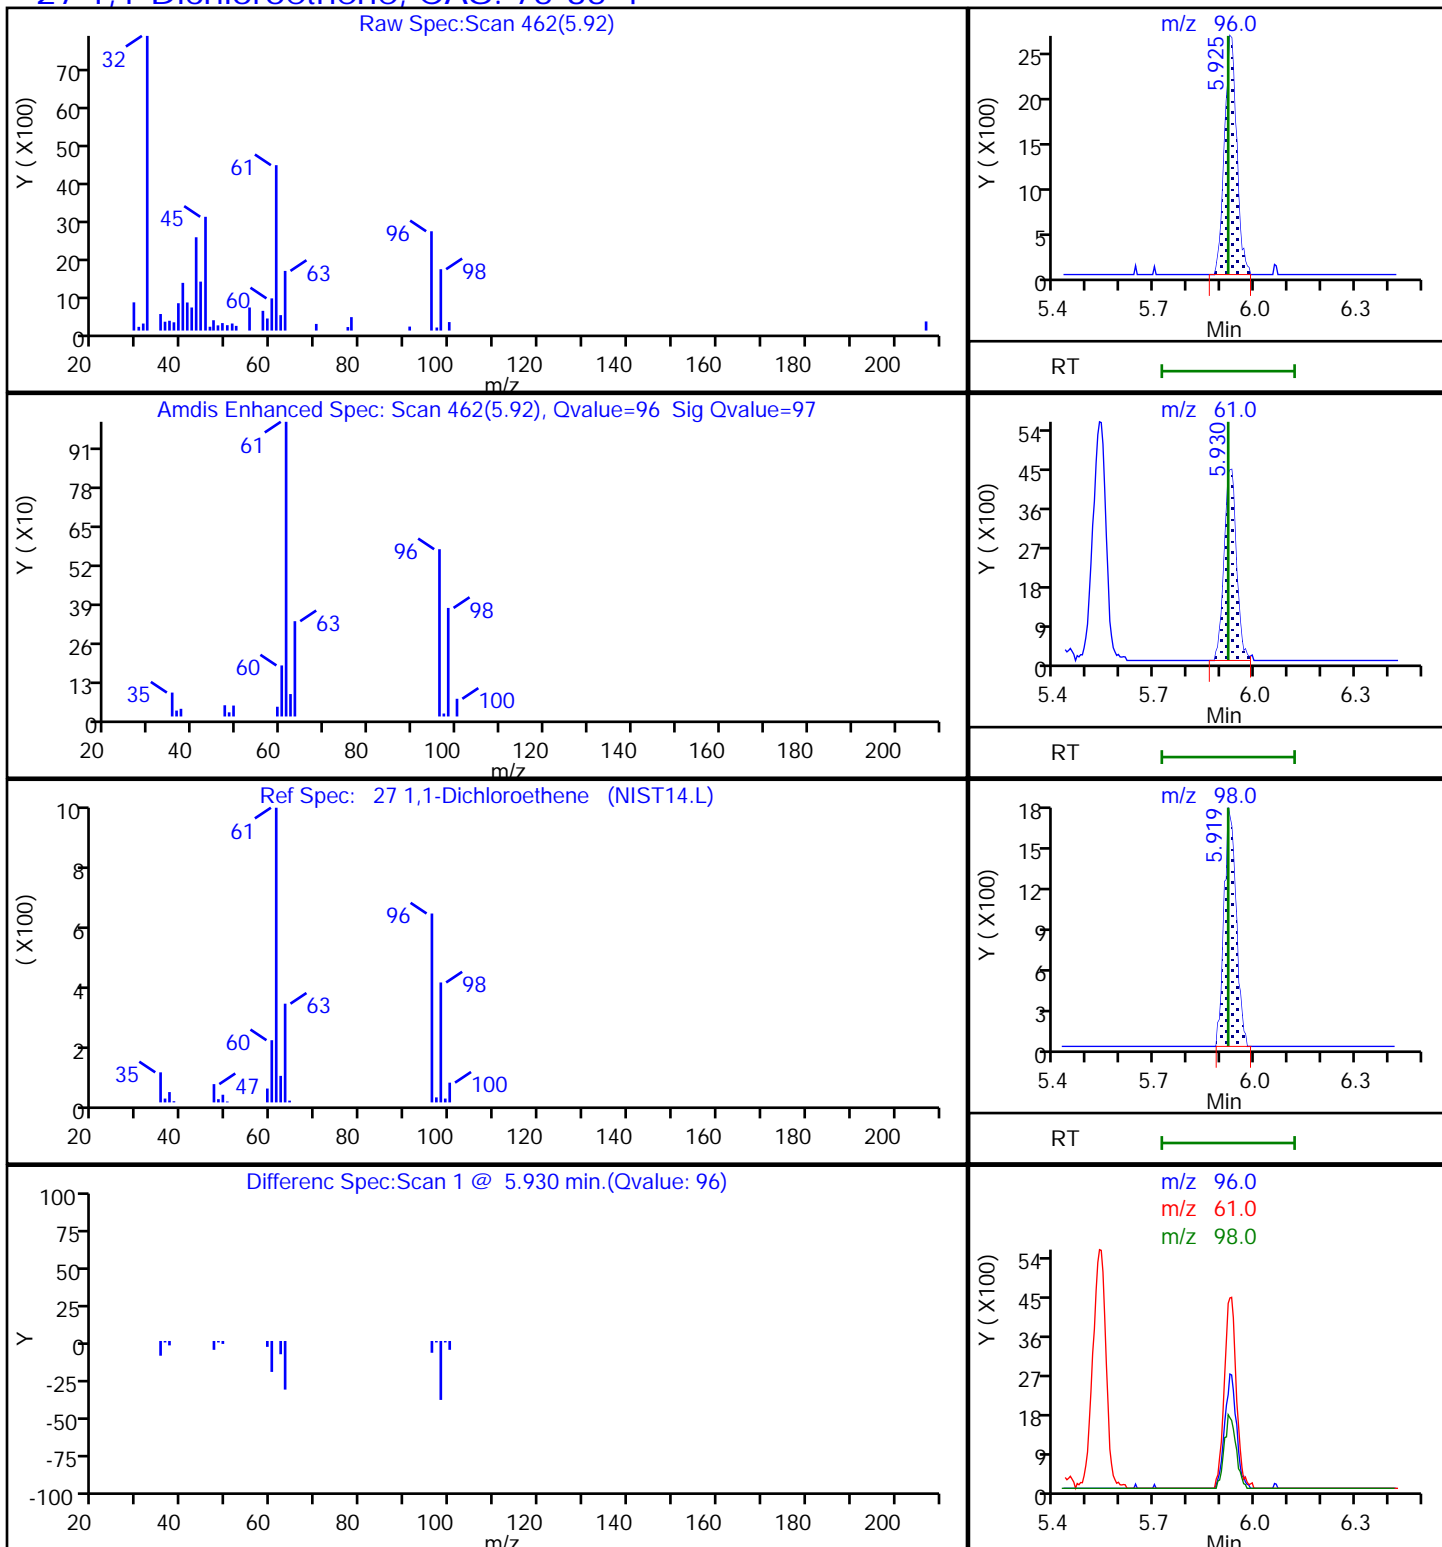 27 1,1-Dichloroethene, CAS: 75-35-4
Raw Spec:Scan 462(5.92)
Y ( X100)
70
60
50
40
30
20
10
0
32
61
45
96
63
98
60
20 40 60 80 100 120 140 160 180 200
m/z
m/z 96.0
Y ( X100)
25
20
15
10
5
0
5.925
5.4 5.7 6.0 6.3
Min
RT
Amdis Enhanced Spec: Scan 462(5.92), Qvalue=96 Sig Qvalue=97
Y ( X10)
91
78
65
52
39
26
13
0
61
96
98
63
60
35
100
20 40 60 80 100 120 140 160 180 200
m/z
m/z 61.0
Y ( X100)
54
45
36
27
18
9
0
5.930
5.4 5.7 6.0 6.3
Min
RT
Ref Spec: 27 1,1-Dichloroethene (NIST14.L)
( X100)
10
8
6
4
2
0
61
96
98
63
60
35
47
100
20 40 60 80 100 120 140 160 180 200
m/z 98.0
Y ( X100)
18
15
12
9
6
3
0
5.919
5.4 5.7 6.0 6.3
Min
RT
Differenc Spec:Scan 1 @ 5.930 min.(Qvalue: 96)
Y
100
75
50
25
0
-25
-50
-75
-100
20 40 60 80 100 120 140 160 180 200
m/z
m/z 96.0
m/z 61.0
m/z 98.0
Y ( X100)
54
45
36
27
18
9
0
5.4 5.7 6.0 6.3
Min